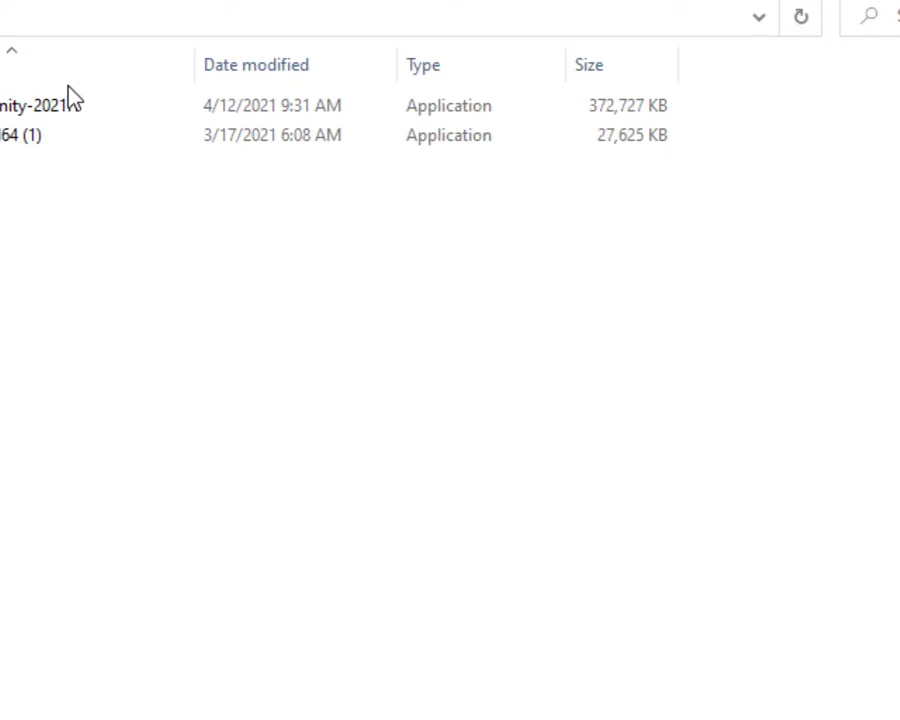 Date modified Type Size
nity-2021 4/12/2021 9:31 AM Application 372,727 KB
64 (1) 3/17/2021 6:08 AM Application 27,625 KB